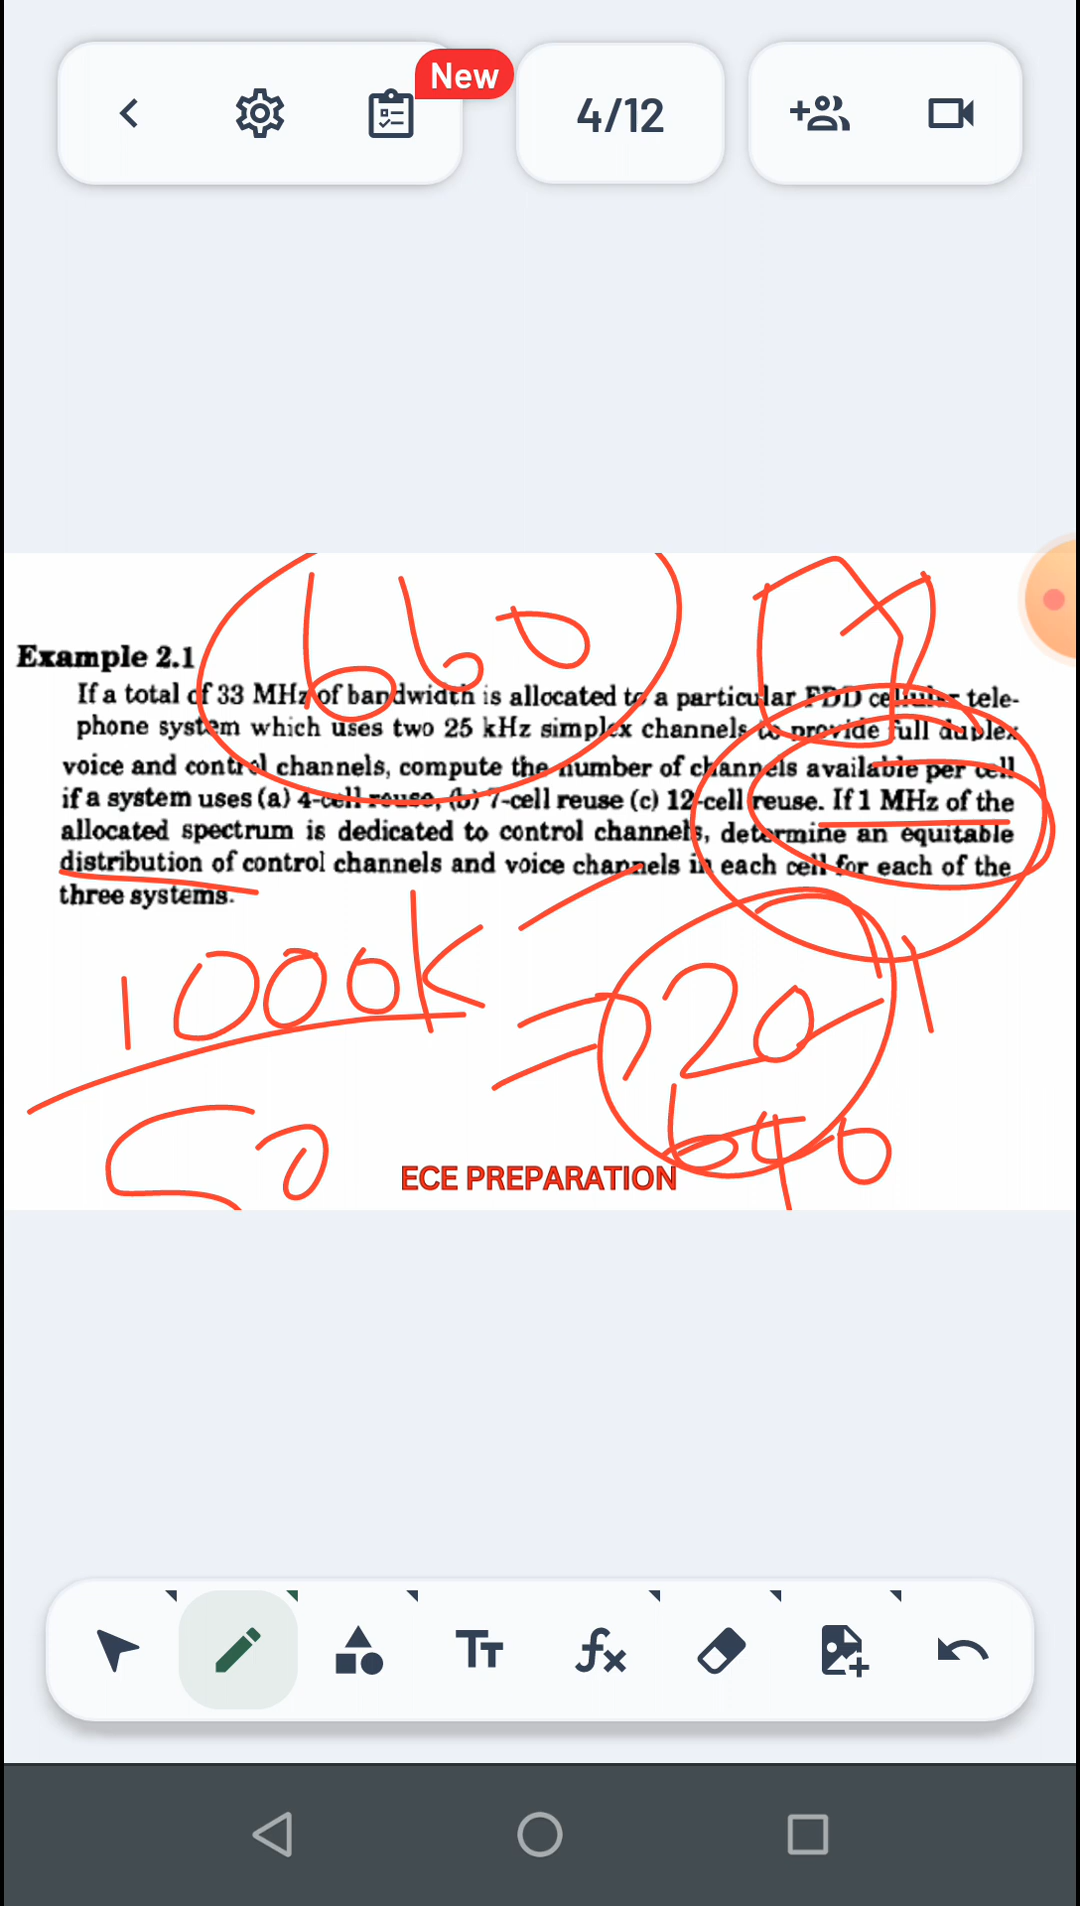 New
4/12
660
Example 2.1
If a total of 33 MHz of bandwidth is allocated to a particular FDD cellular tele-
phone system which uses two 25 kHz simplex channels to provide full duplex
voice and control channels, compute the number of channels available per cell
if a system uses (a) 4-cell reuse, (b) 7-cell reuse (c) 12-cell reuse. If 1 MHz of the
allocated spectrum is dedicated to control channels, determine an equitable
distribution of control channels and voice channels in each cell for each of the
three systems.
1000k
= 20
50
640
ECE PREPARATION
TT
fx